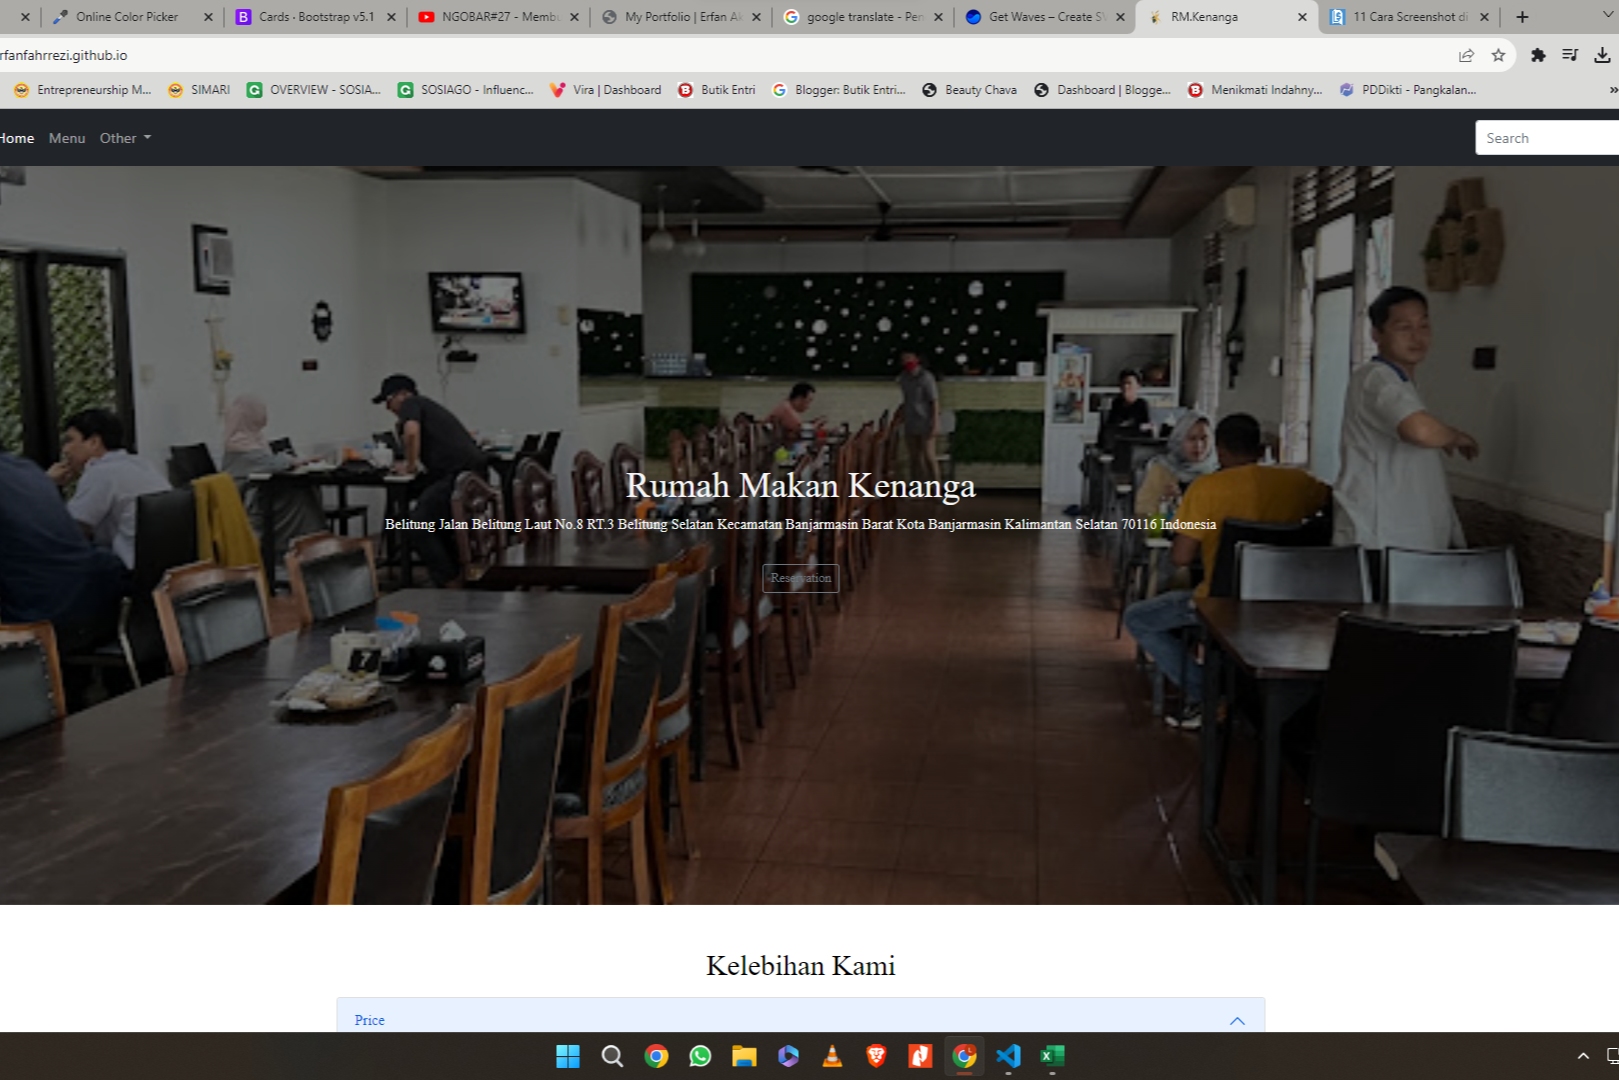 Online Color Picker
Cards · Bootstrap v5.1
NGOBAR#27 - Membu
My Portfolio | Erfan Ak
google translate - Pen
Get Waves – Create S
RM.Kenanga
11 Cara Screenshot di
rfanfahrrezi.github.io
Entrepreneurship M...
SIMARI
OVERVIEW - SOSIA...
SOSIAGO - Influenc...
Vira | Dashboard
Butik Entri
Blogger: Butik Entri...
Beauty Chava
Dashboard | Blogge...
Menikmati Indahny...
PDDikti - Pangkalan...
Home
Menu
Other
Search
Rumah Makan Kenanga
Belitung Jalan Belitung Laut No.8 RT.3 Belitung Selatan Kecamatan Banjarmasin Barat Kota Banjarmasin Kalimantan Selatan 70116 Indonesia
Reservation
Kelebihan Kami
Price